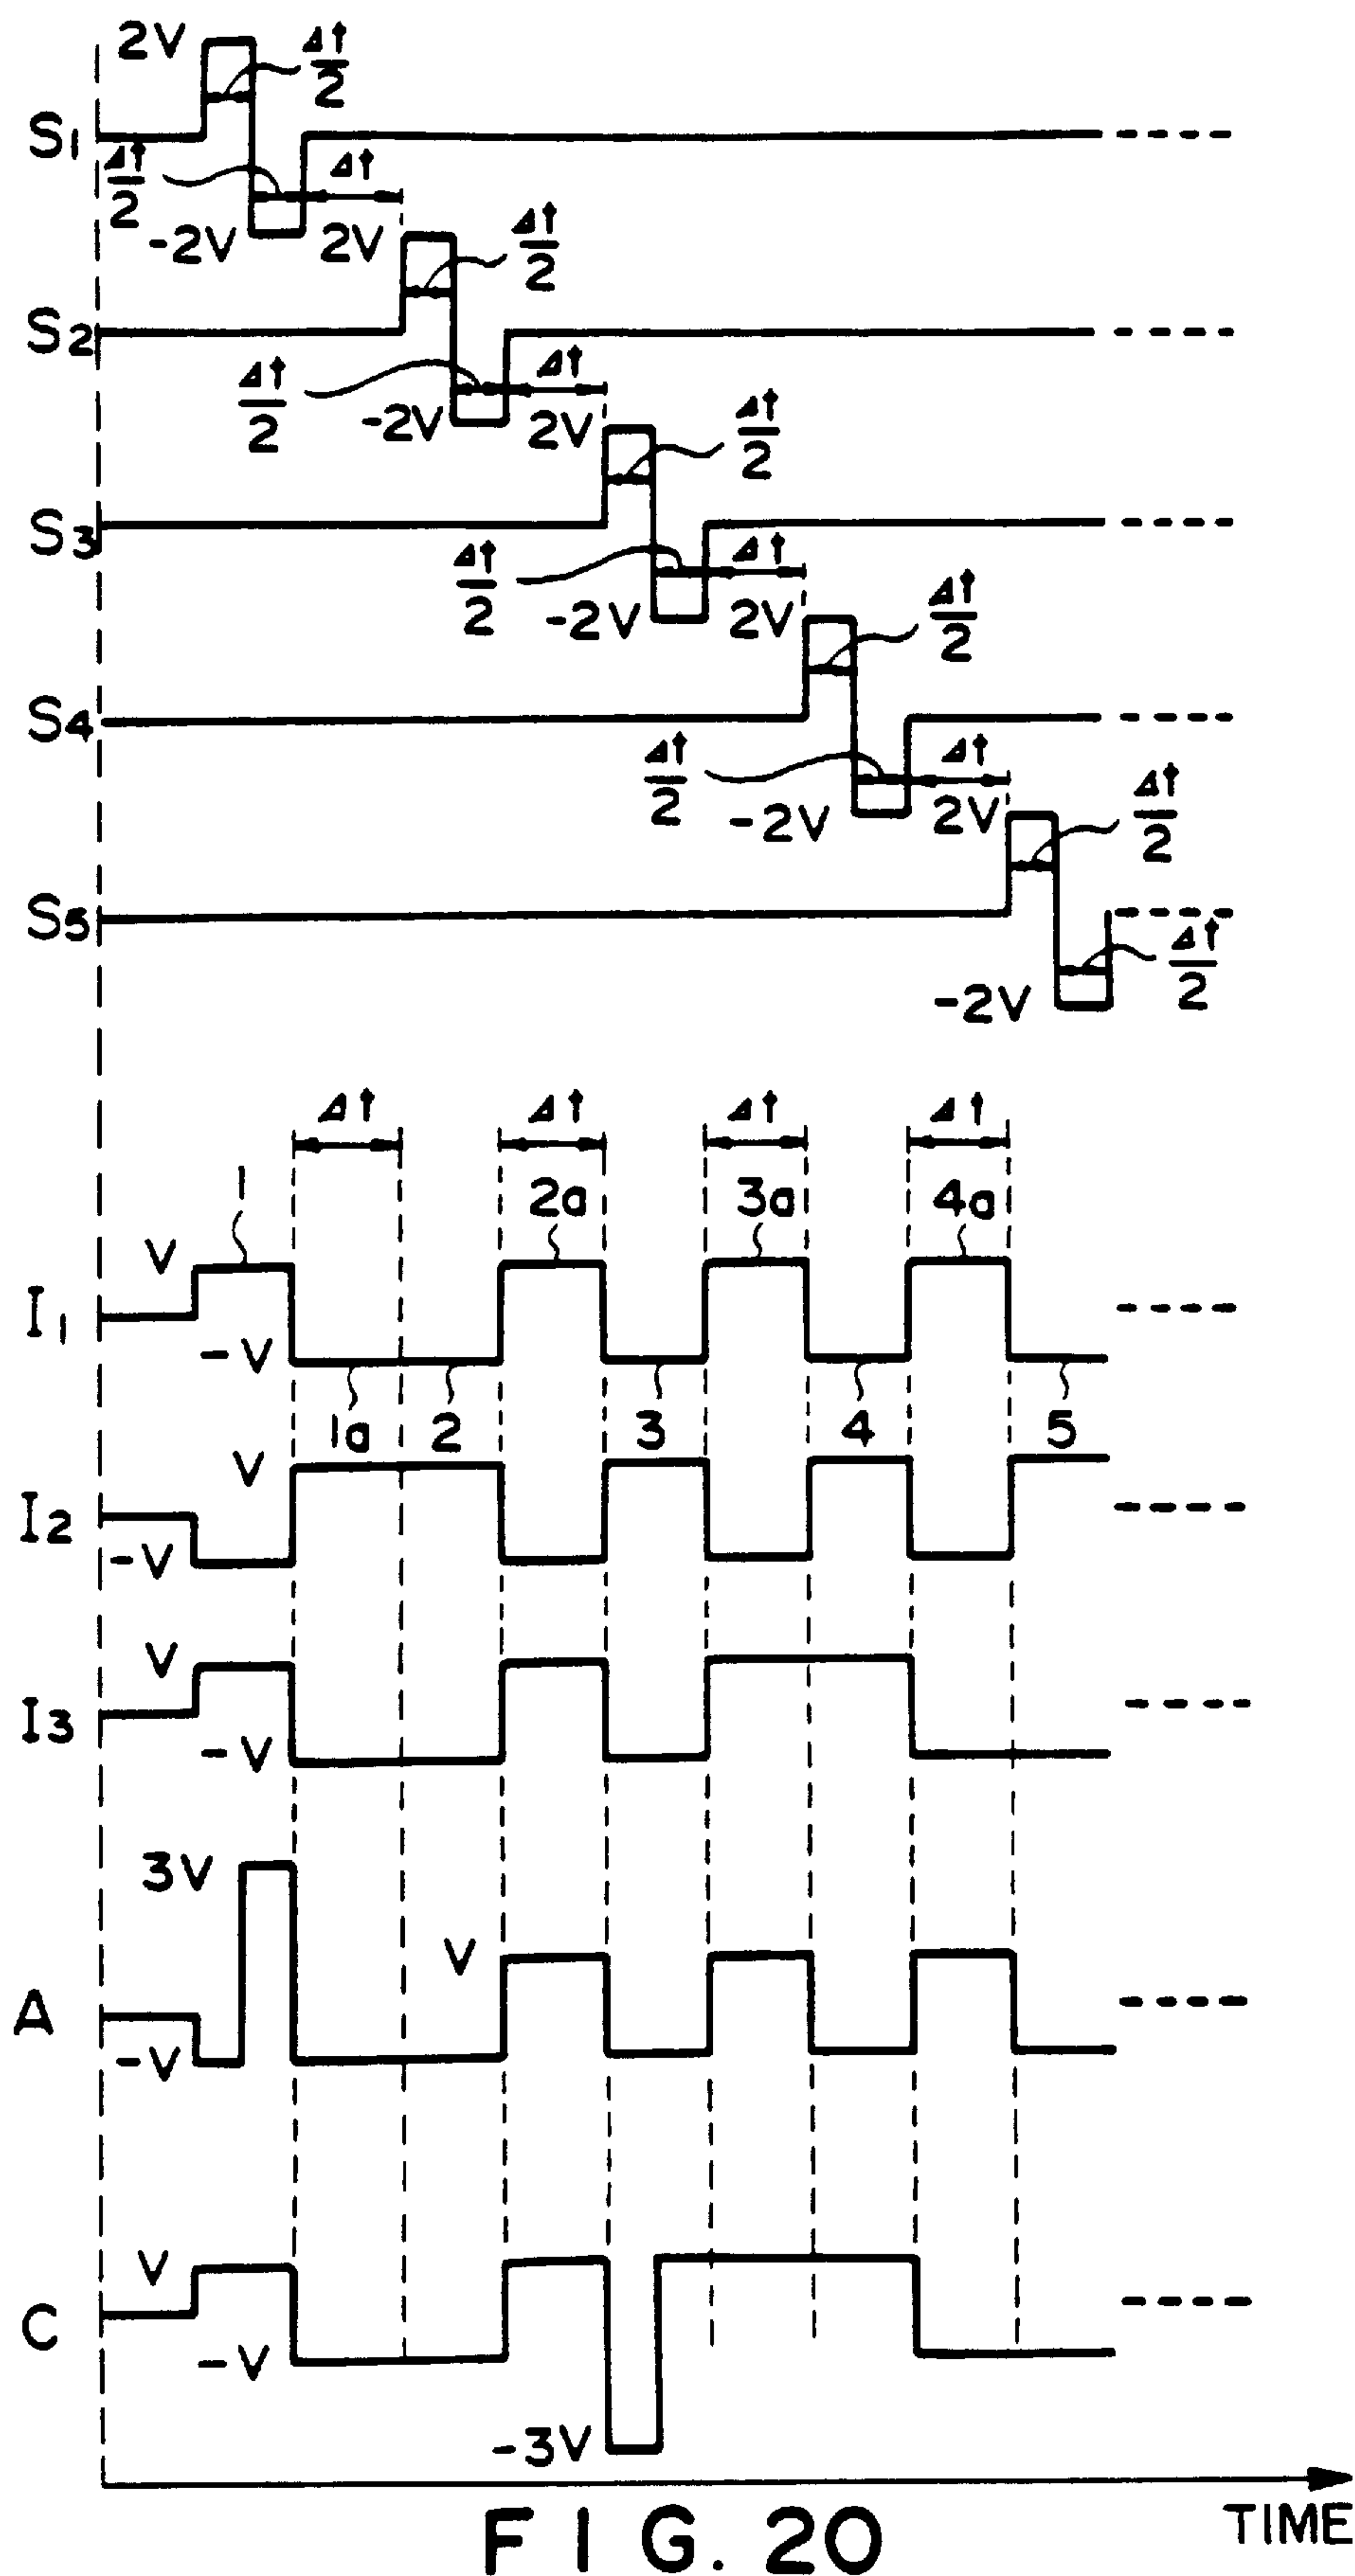 2V Δt/2
S1
Δt/2 Δt
-2V 2V Δt/2
S2
Δt/2 Δt
-2V 2V Δt/2
S3
Δt/2 Δt
-2V 2V Δt/2
S4
Δt/2 Δt
-2V 2V Δt/2
S5
Δt/2
-2V
Δt Δt Δt Δt
1 2a 3a 4a
V
I1
-V
1a 2 3 4 5
V
I2
-V
V
I3
-V
3V
V
A
-V
V
C
-V
-3V
TIME
FIG. 20